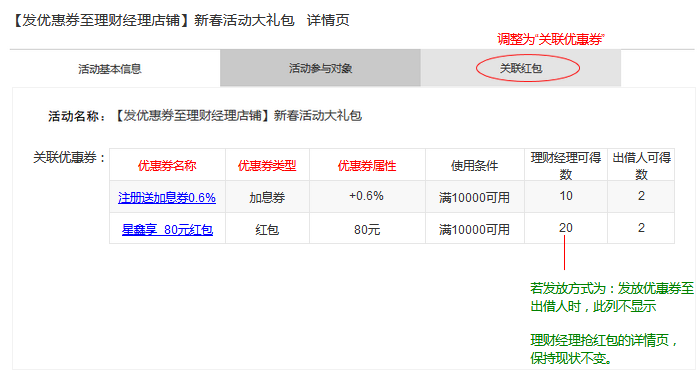 【发优惠券至理财经理店铺】新春活动大礼包 详情页
调整为“关联优惠券”
活动基本信息 活动参与对象 关联红包
活动名称：【发优惠券至理财经理店铺】新春活动大礼包
关联优惠券：
优惠券名称 优惠券类型 优惠券属性 使用条件 理财经理可得数 出借人可得数
注册送加息券0.6% 加息券 +0.6% 满10000可用 10 2
星鑫享 80元红包 红包 80元 满10000可用 20 2
若发放方式为：发放优惠券至
出借人时，此列不显示
理财经理抢红包的详情页，
保持现状不变。